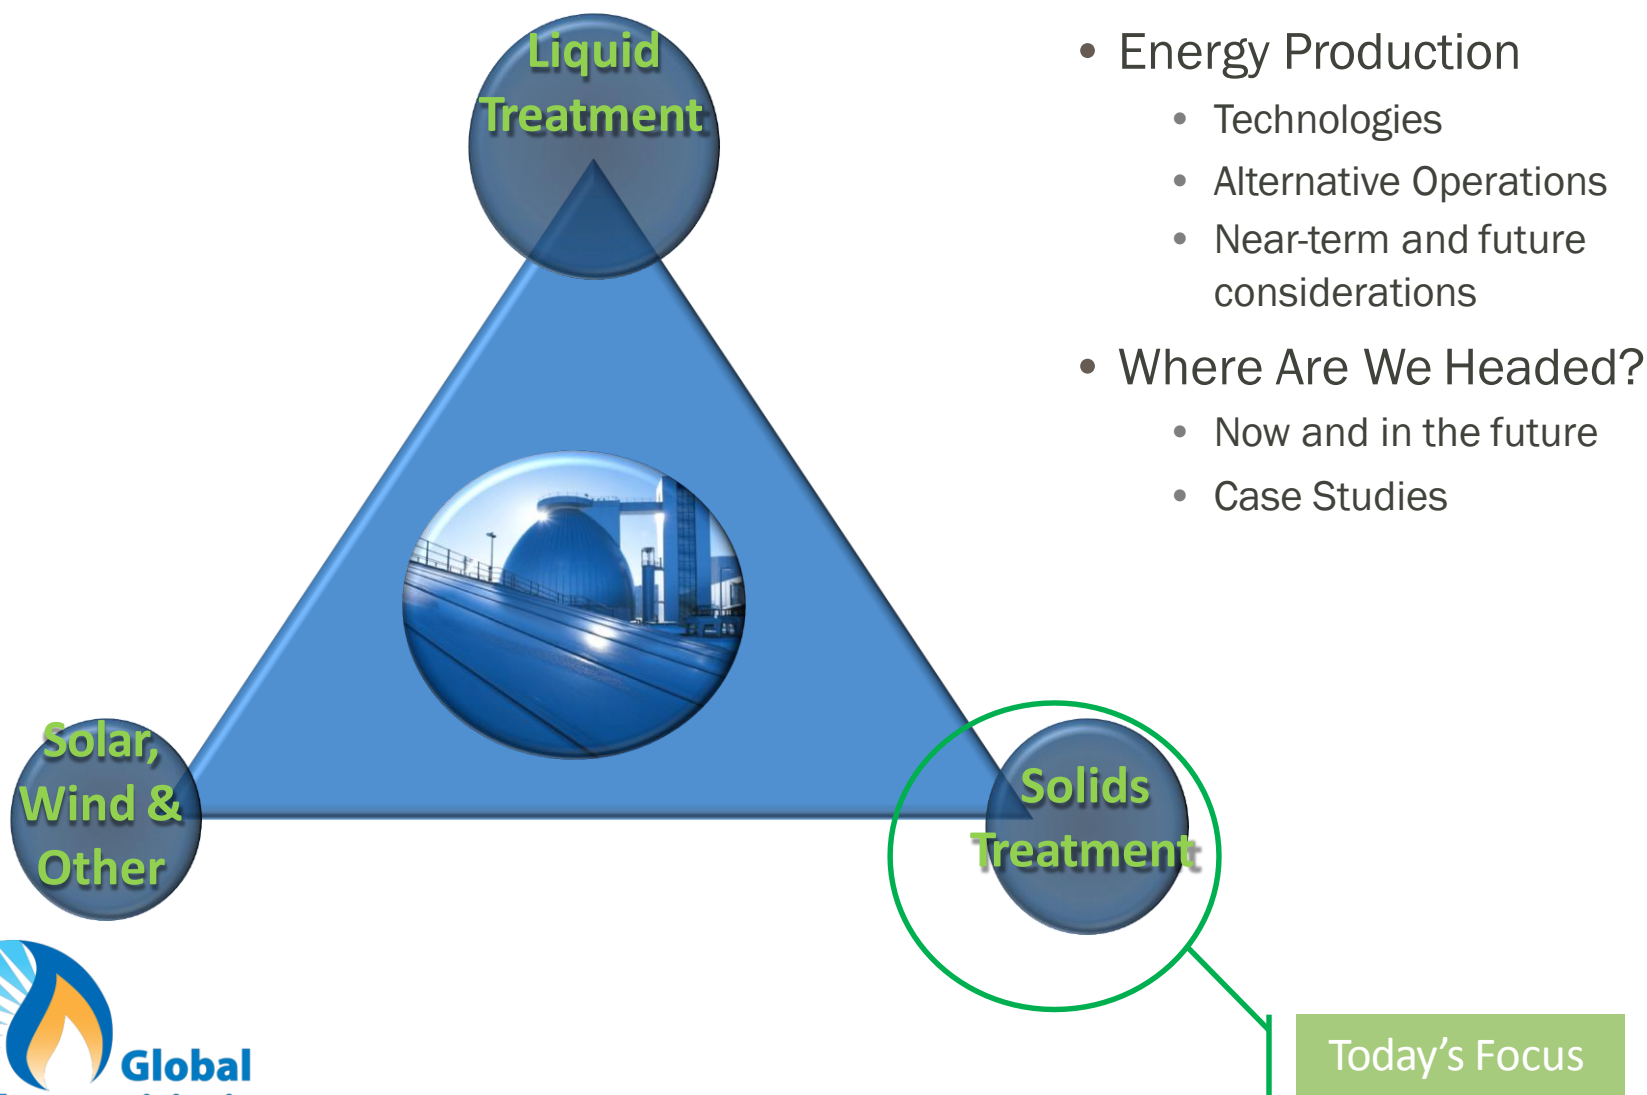 Liquid
Treatment
Solar,
Wind &
Other
Solids
Treatment
• Energy Production
• Technologies
• Alternative Operations
• Near-term and future
considerations
• Where Are We Headed?
• Now and in the future
• Case Studies
Today's Focus
Global